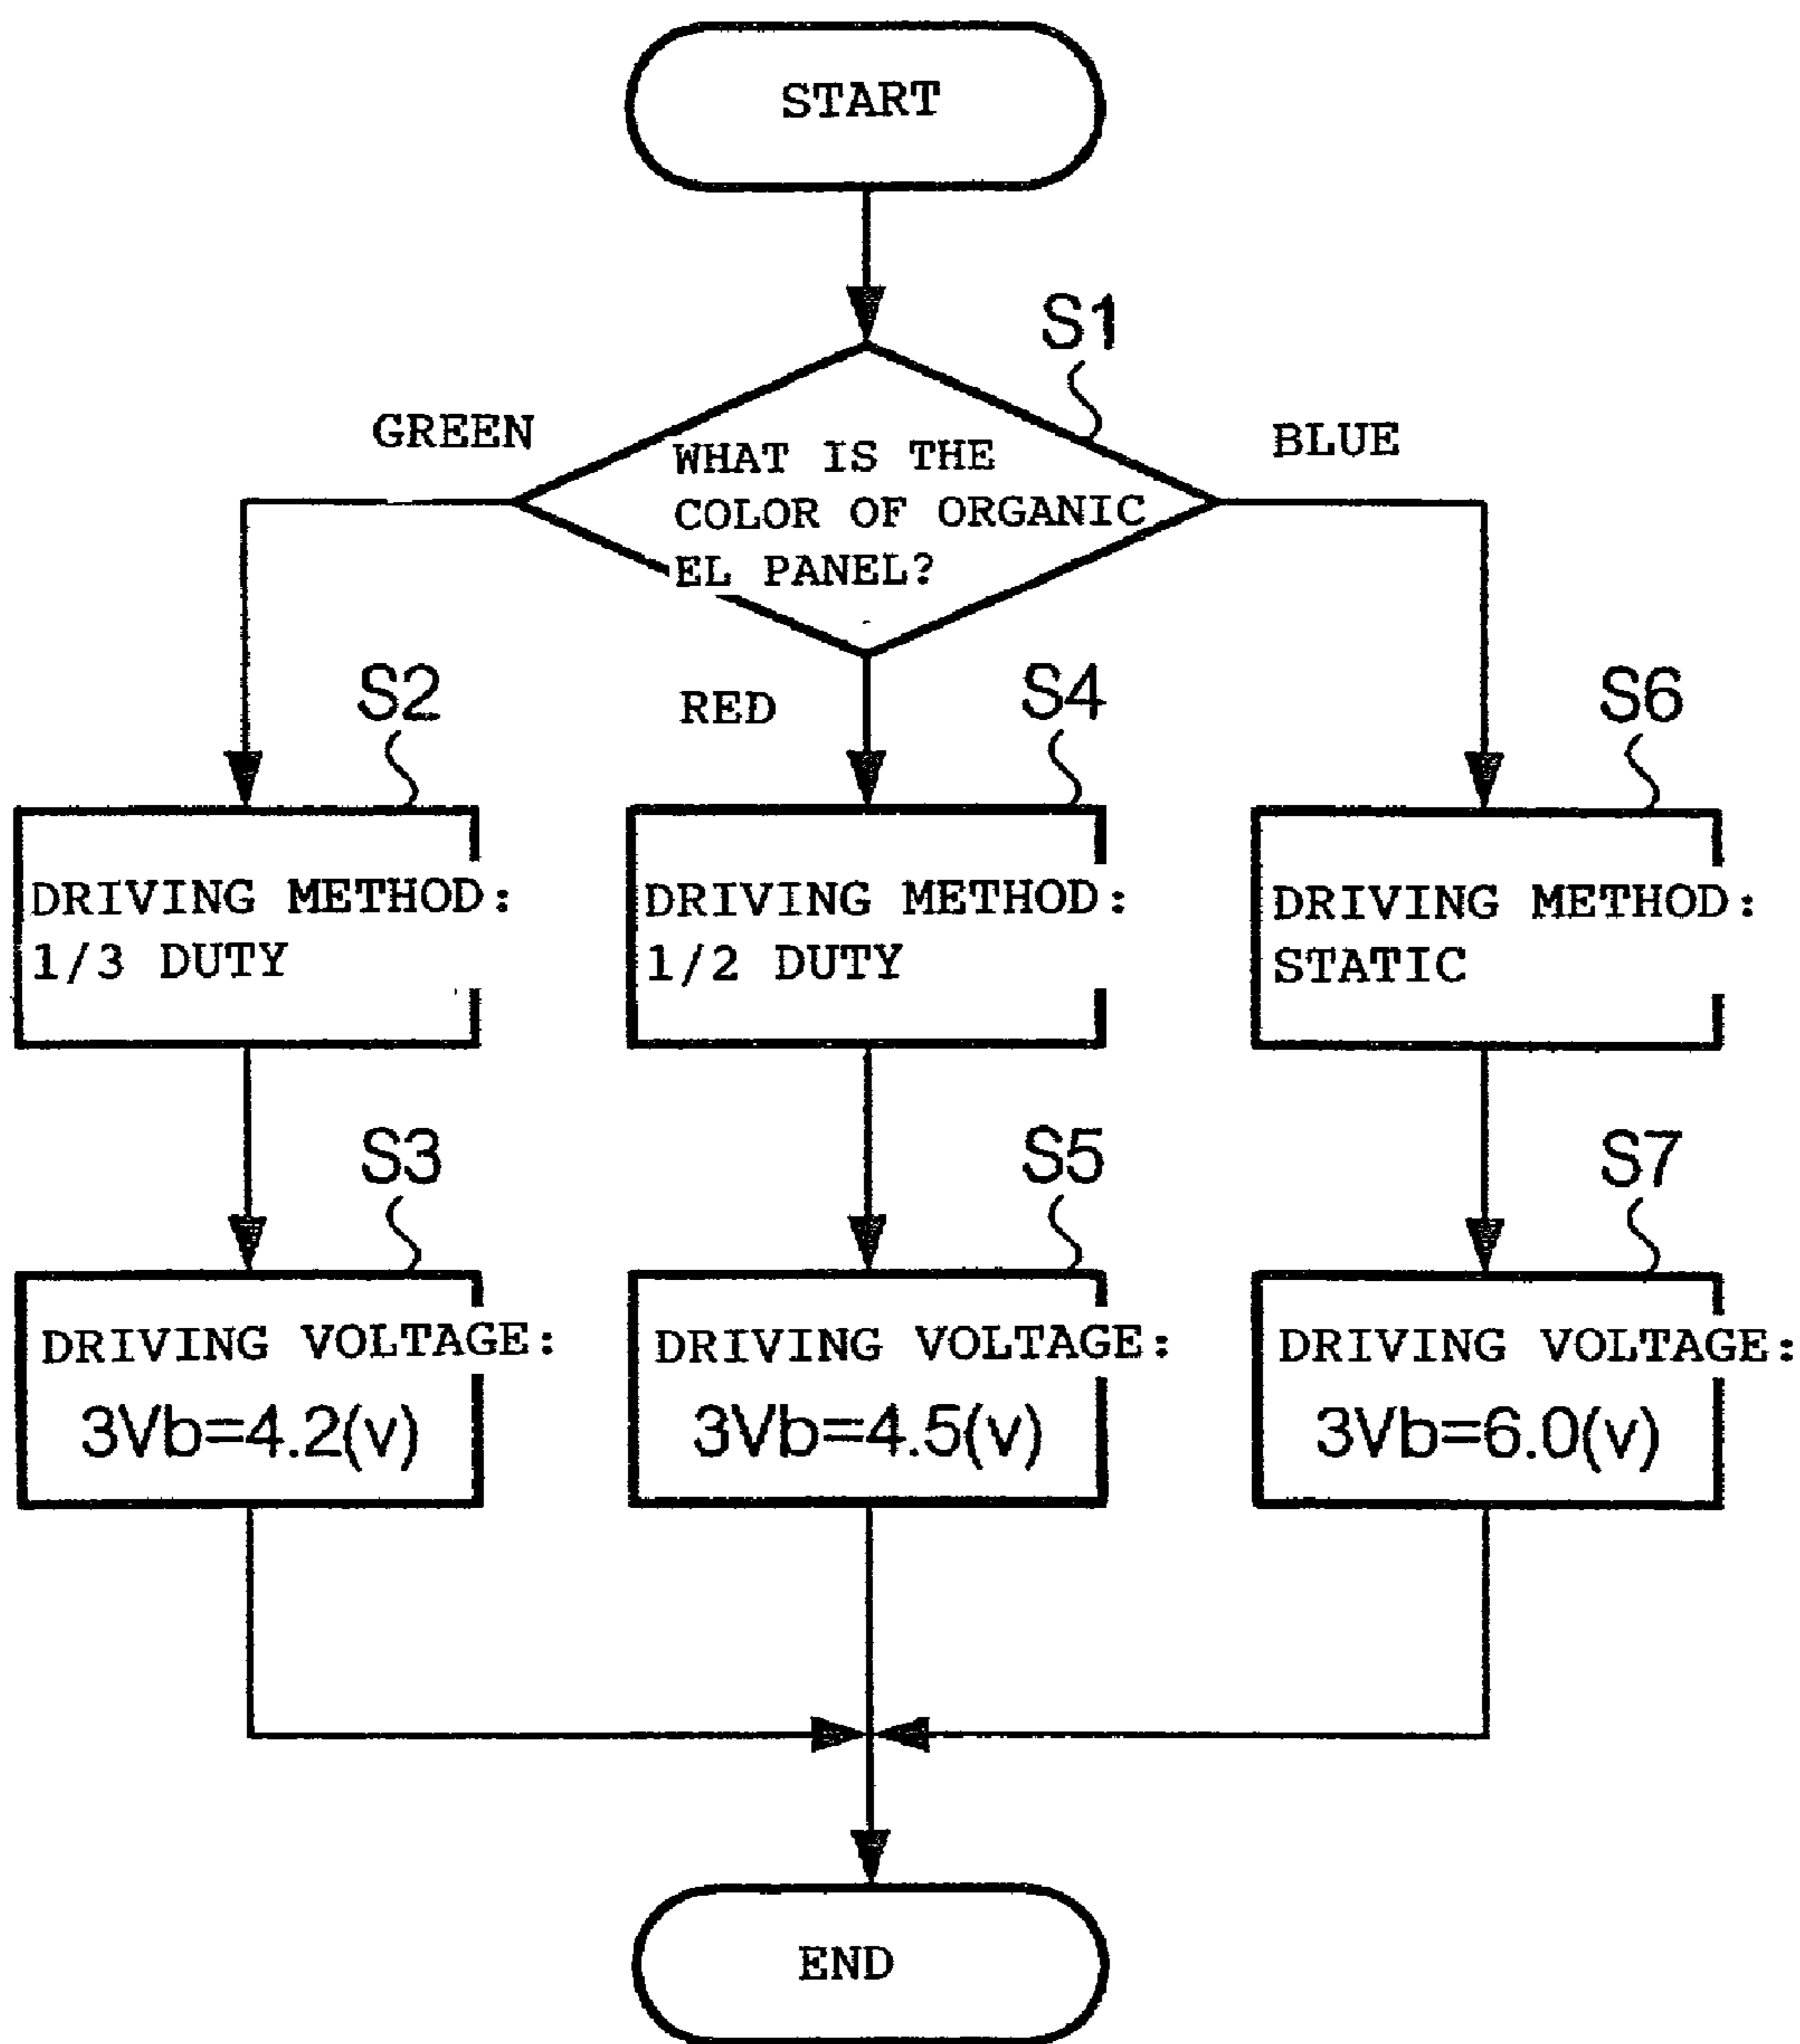 START
S1
GREEN
BLUE
WHAT IS THE
COLOR OF ORGANIC
EL PANEL?
RED
S2
S4
S6
DRIVING METHOD:
1/3 DUTY
DRIVING METHOD:
1/2 DUTY
DRIVING METHOD:
STATIC
S3
S5
S7
DRIVING VOLTAGE:
3Vb=4.2(v)
DRIVING VOLTAGE:
3Vb=4.5(v)
DRIVING VOLTAGE:
3Vb=6.0(v)
END